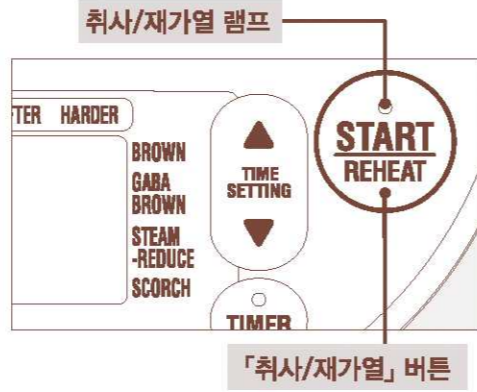 취사/재가열 램프
TER HARDER
BROWN
GABA
BROWN
STEAM
-REDUCE
SCORCH
TIME
SETTING
TIMER
START
REHEAT
「취사/재가열」 버튼